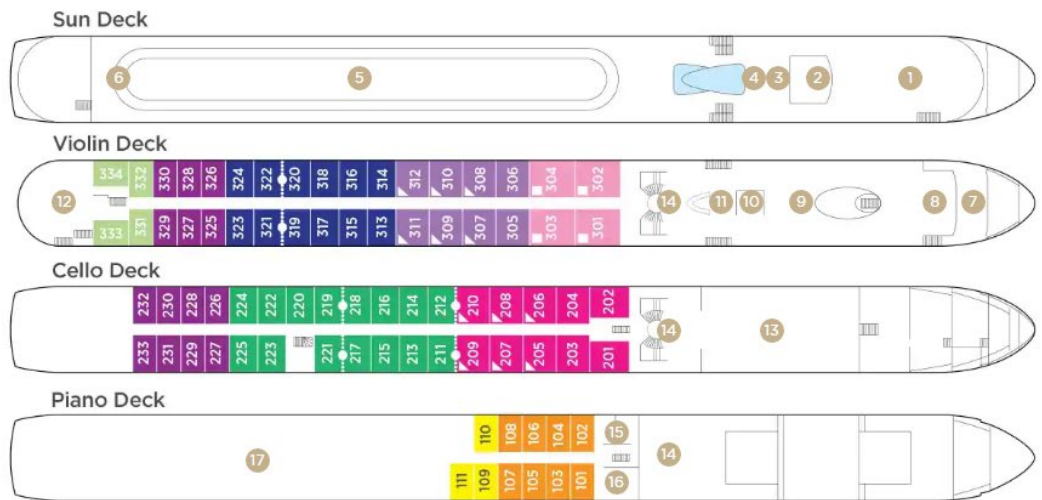 Sun Deck
6 5 4 3 2 1
Violin Deck
334 332 330 328 326 324 322 320 318 316 314 312 310 308 306 304 302
12 14 11 10 9 8 7
333 331 329 327 325 323 321 319 317 315 313 311 309 307 305 303 301
Cello Deck
232 230 228 226 224 222 220 219 218 216 214 212 210 208 206 204 202
14 13
233 231 229 227 225 223 221 217 215 213 211 209 207 205 203 201
Piano Deck
110 108 106 104 102 15
17 14
111 109 107 105 103 101 16